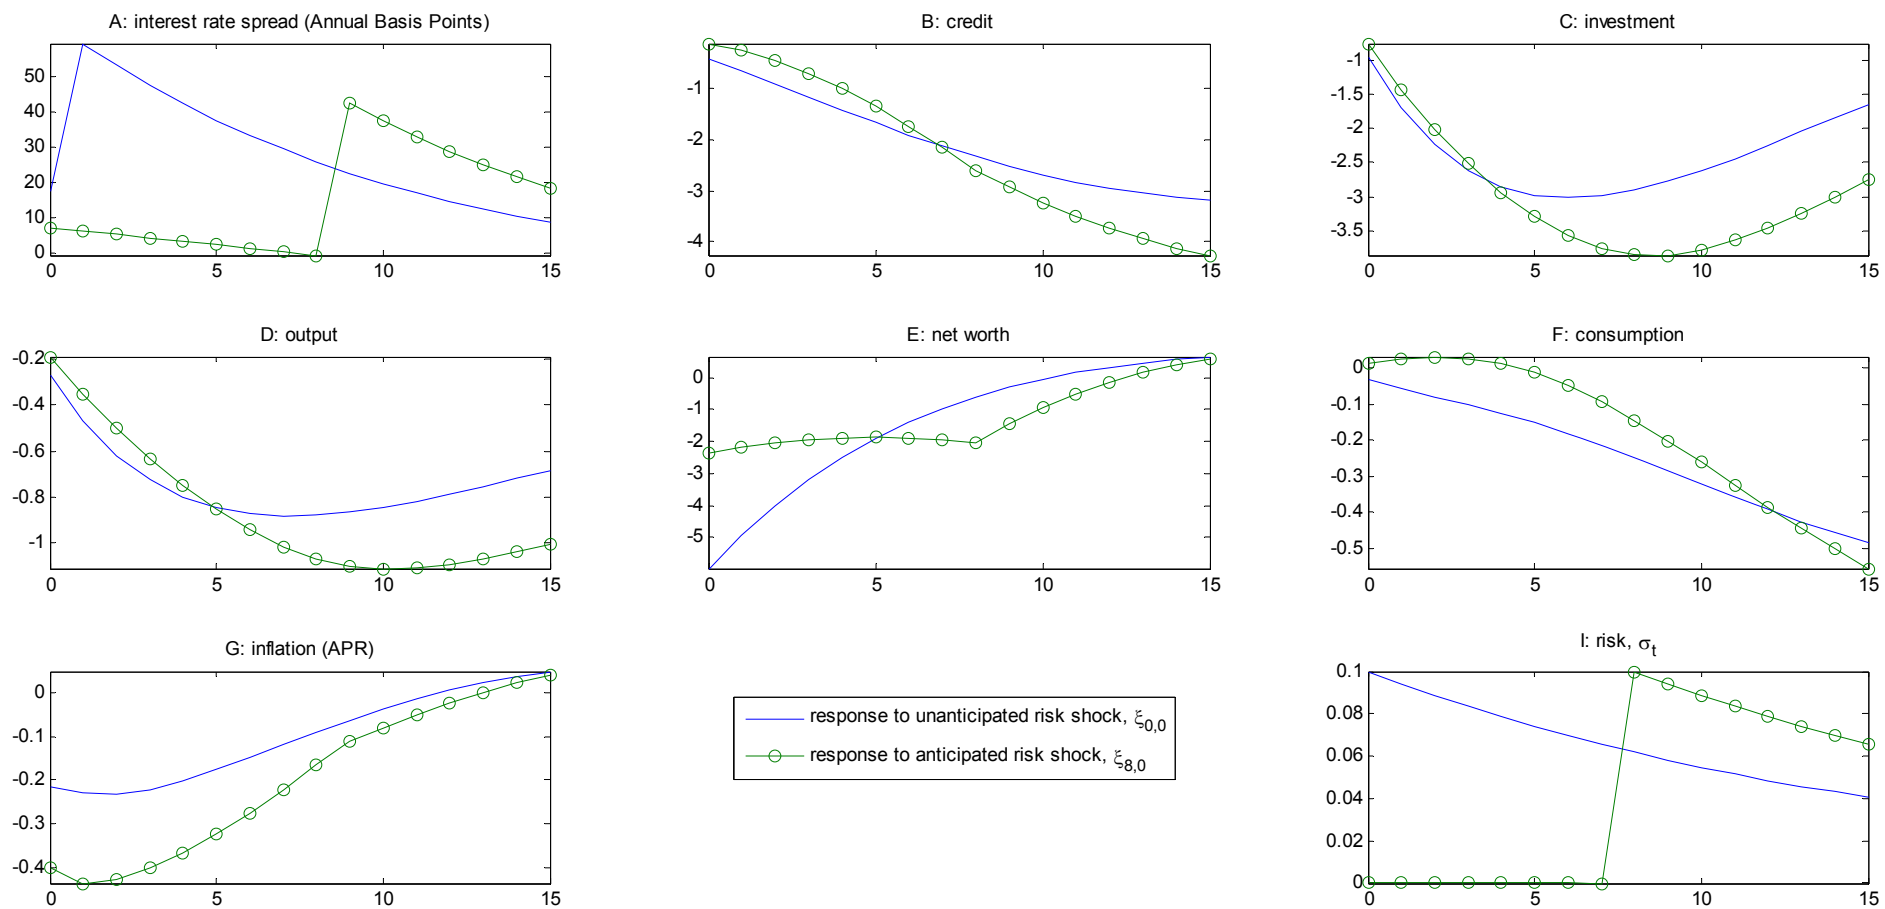 A: interest rate spread (Annual Basis Points)
50
40
30
20
10
0
0 5 10 15
B: credit
-1
-2
-3
-4
0 5 10 15
C: investment
-1
-1.5
-2
-2.5
-3
-3.5
0 5 10 15
D: output
-0.2
-0.4
-0.6
-0.8
-1
0 5 10 15
E: net worth
0
-1
-2
-3
-4
-5
0 5 10 15
F: consumption
0
-0.1
-0.2
-0.3
-0.4
-0.5
0 5 10 15
G: inflation (APR)
0
-0.1
-0.2
-0.3
-0.4
0 5 10 15
response to unanticipated risk shock, ξ0,0
response to anticipated risk shock, ξ8,0
I: risk, σt
0.1
0.08
0.06
0.04
0.02
0
0 5 10 15